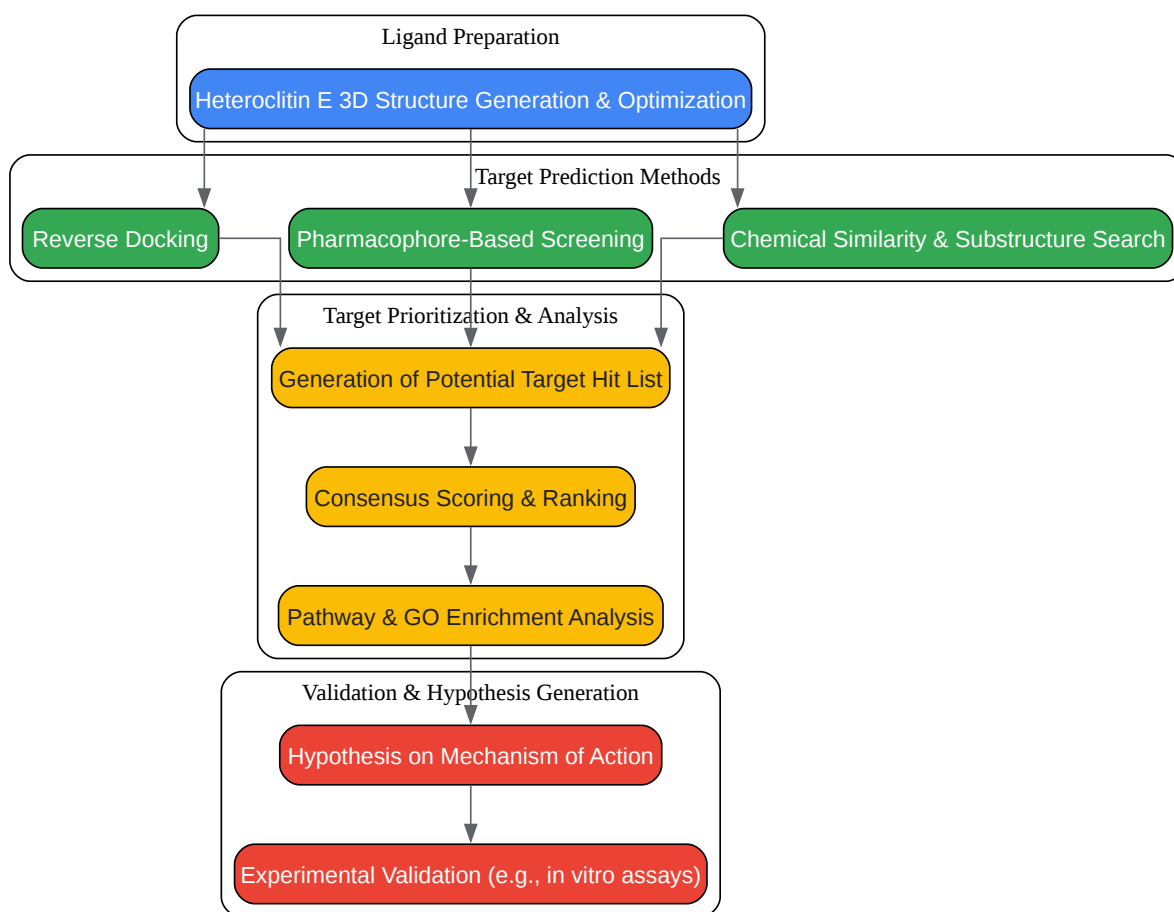 Ligand Preparation
Heteroclitin E 3D Structure Generation & Optimization
Target Prediction Methods
Reverse Docking
Pharmacophore-Based Screening
Chemical Similarity & Substructure Search
Target Prioritization & Analysis
Generation of Potential Target Hit List
Consensus Scoring & Ranking
Pathway & GO Enrichment Analysis
Validation & Hypothesis Generation
Hypothesis on Mechanism of Action
Experimental Validation (e.g., in vitro assays)